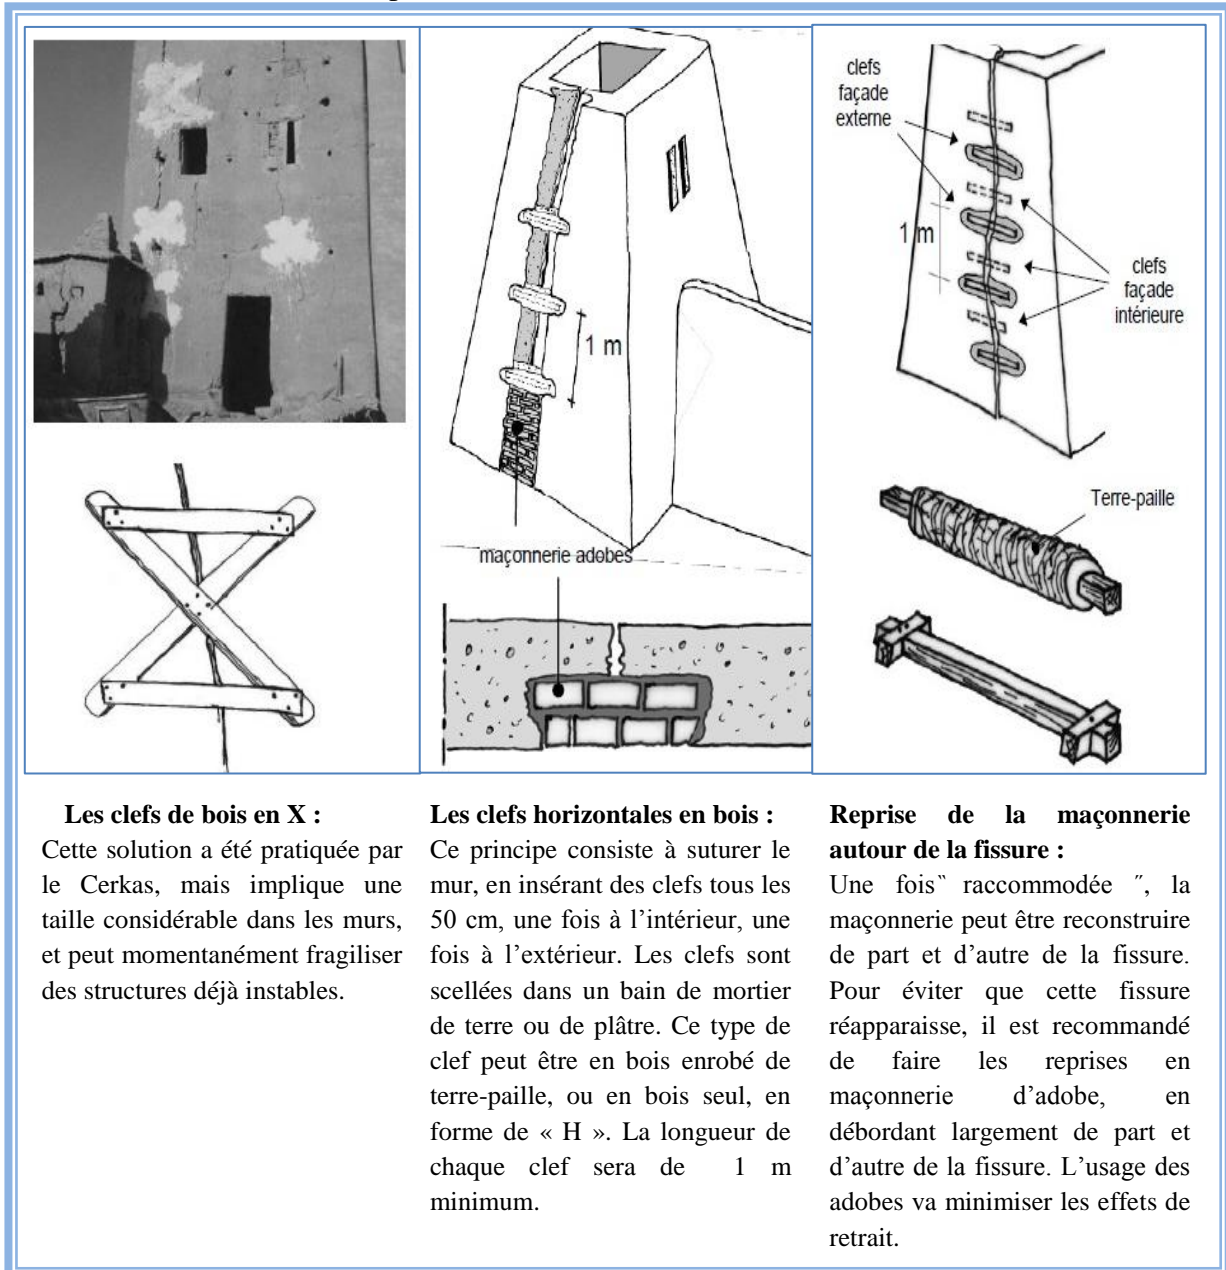 1 m
maçonnerie adobes
clefs
façade
externe
1 m
clefs
façade
intérieure
Terre-paille
Les clefs de bois en X :
Cette solution a été pratiquée par
le Cerkas, mais implique une
taille considérable dans les murs,
et peut momentanément fragiliser
des structures déjà instables.
Les clefs horizontales en bois :
Ce principe consiste à suturer le
mur, en insérant des clefs tous les
50 cm, une fois à l’intérieur, une
fois à l’extérieur. Les clefs sont
scellées dans un bain de mortier
de terre ou de plâtre. Ce type de
clef peut être en bois enrobé de
terre-paille, ou en bois seul, en
forme de « H ». La longueur de
chaque clef sera de 1 m
minimum.
Reprise de la maçonnerie
autour de la fissure :
Une fois‶ raccommodée ″, la
maçonnerie peut être reconstruire
de part et d’autre de la fissure.
Pour éviter que cette fissure
réapparaisse, il est recommandé
de faire les reprises en
maçonnerie d’adobe, en
débordant largement de part et
d’autre de la fissure. L’usage des
adobes va minimiser les effets de
retrait.